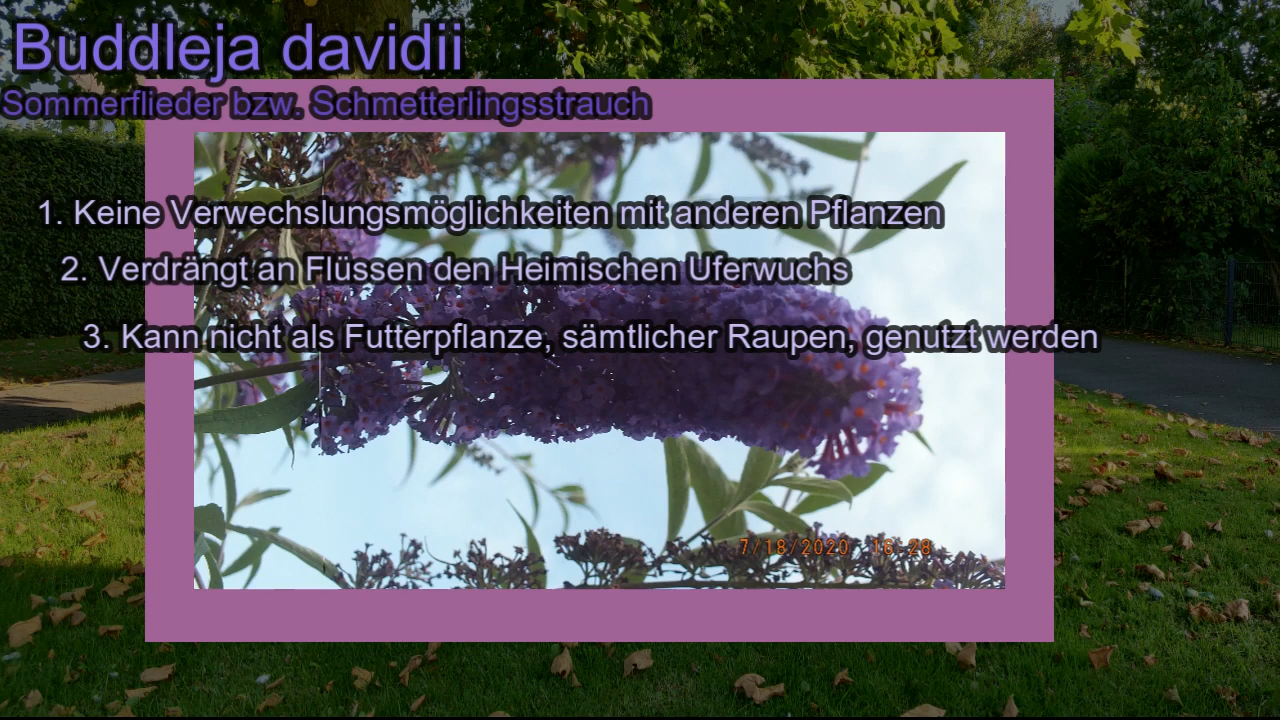 Buddleja davidii
Sommerflieder bzw. Schmetterlingsstrauch
1. Keine Verwechslungsmöglichkeiten mit anderen Pflanzen
2. Verdrängt an Flüssen den Heimischen Uferwuchs
3. Kann nicht als Futterpflanze, sämtlicher Raupen, genutzt werden
7/18/2020 16:28